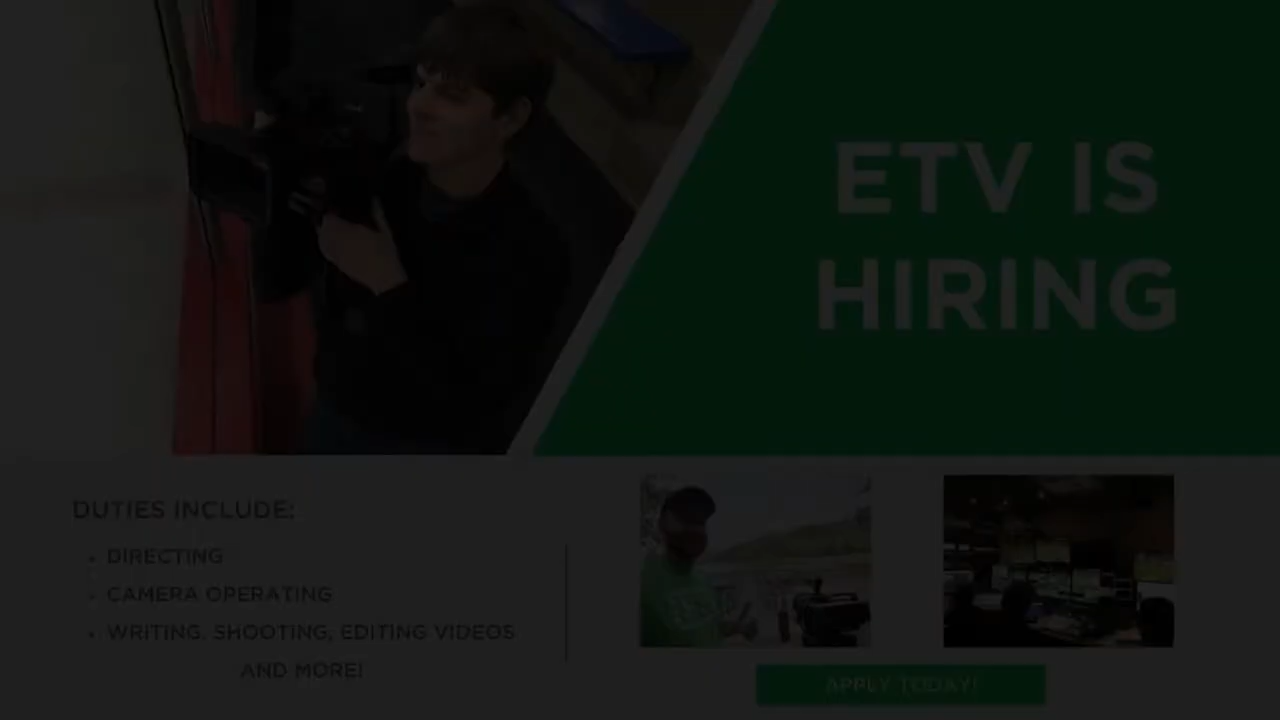 ETV IS
HIRING
DUTIES INCLUDE:
• DIRECTING
• CAMERA OPERATING
• WRITING, SHOOTING, EDITING VIDEOS
AND MORE!
APPLY TODAY!